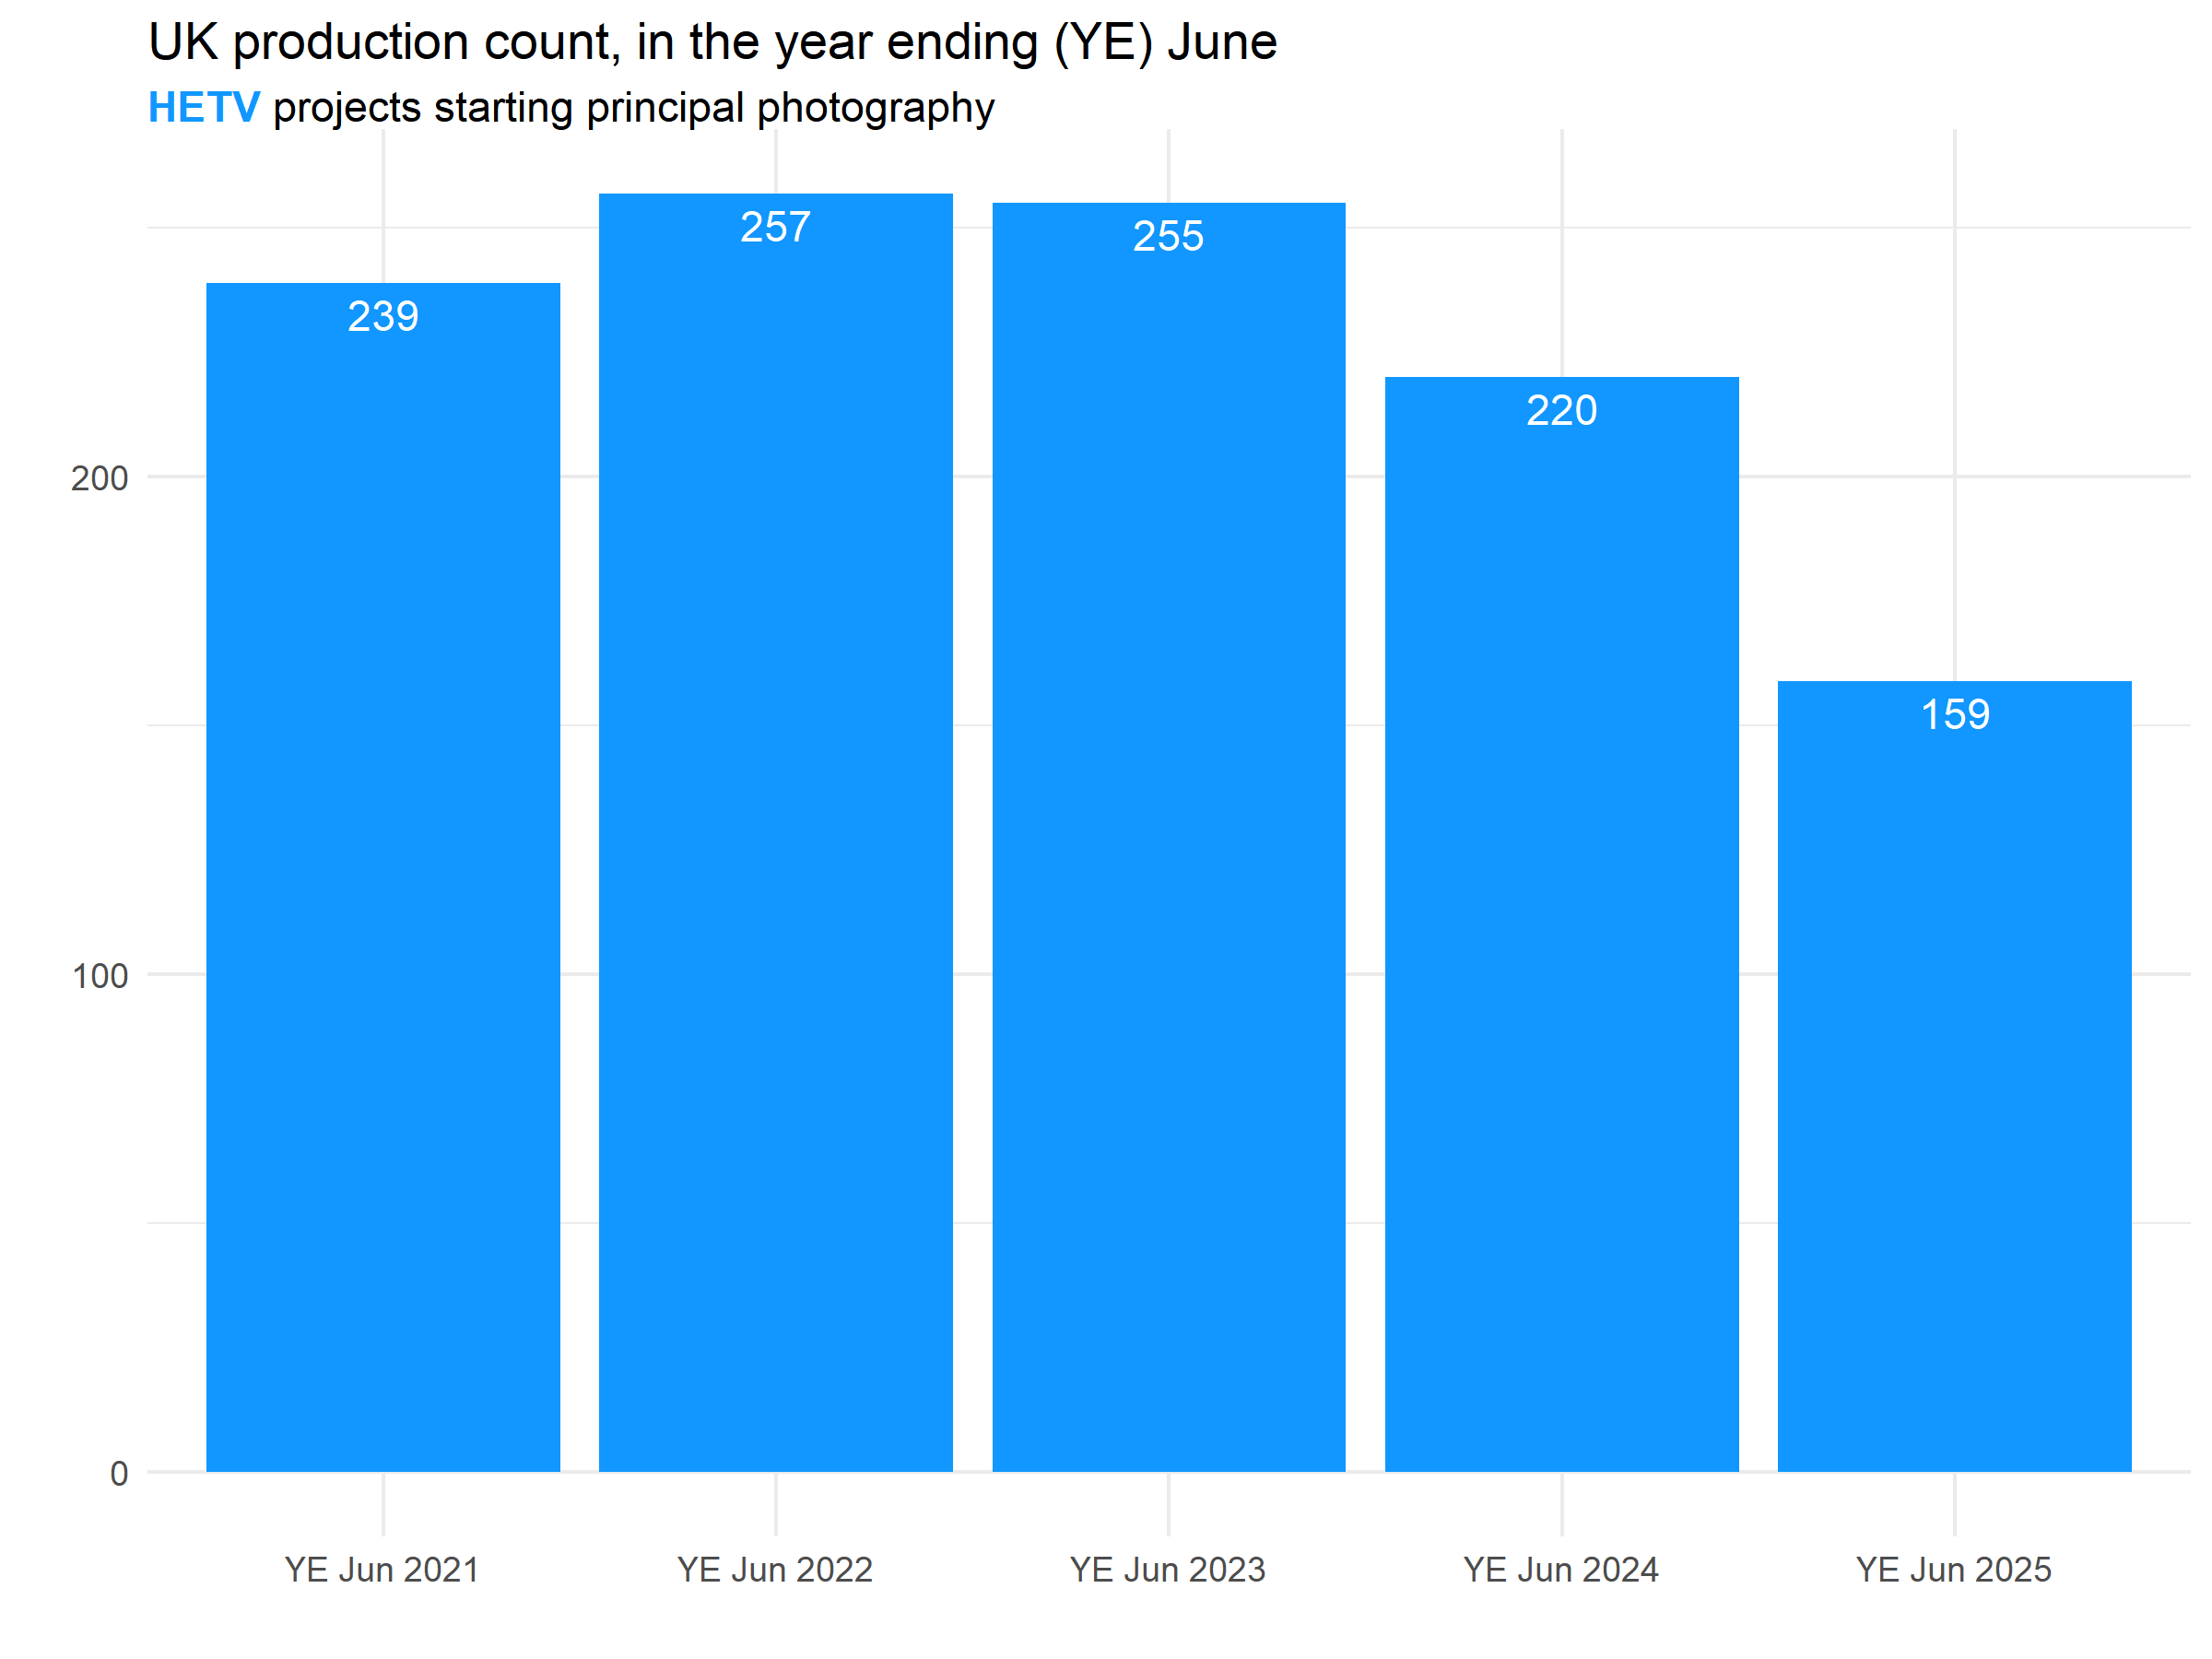 UK production count, in the year ending (YE) June
HETV projects starting principal photography
257
255
239
220
200
159
100
0
YE Jun 2021
YE Jun 2022
YE Jun 2023
YE Jun 2024
YE Jun 2025